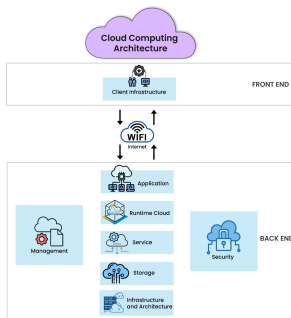 Cloud Computing
Architecture
Client Infrastructure
FRONT END
WIFI
Internet
Application
Runtime Cloud
Service
Management
Security
BACK END
Storage
Infrastructure
and Architecture